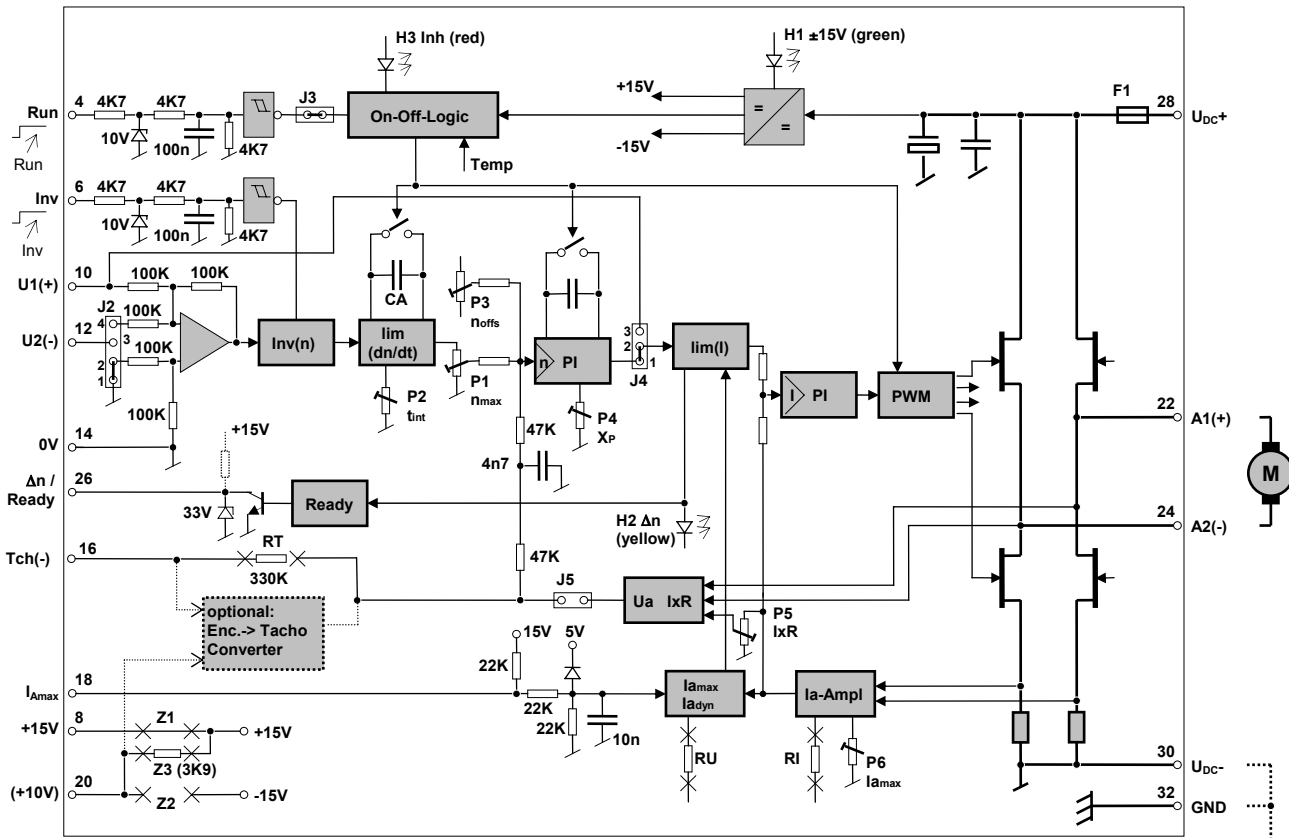 H3 Inh (red)
H1 ±15V (green)
Run
4
4K7
4K7
J3
On-Off-Logic
+15V
-15V
=
=
F1
28
UDC+
10V
100n
4K7
Run
Temp
Inv
6
4K7
4K7
10V
100n
4K7
Inv
U1(+)
10
100K
100K
CA
P3
noffs
J2
4
3
2
1
100K
100K
100K
U2(-)
12
Inv(n)
lim
(dn/dt)
P1
nmax
n
PI
3
2
1
J4
lim(I)
I
PI
PWM
P2
tint
P4
XP
22
A1(+)
0V
14
+15V
47K
4n7
M
Δn /
Ready
26
33V
Ready
H2 Δn
(yellow)
24
A2(-)
Tch(-)
16
RT
330K
47K
J5
Ua
IxR
P5
IxR
optional:
Enc.-> Tacho
Converter
15V
5V
22K
22K
22K
10n
IAmax
18
Iamax
Iadyn
Ia-Ampl
+15V
8
Z1
+15V
Z3 (3K9)
RU
RI
P6
Iamax
(+10V)
20
Z2
-15V
30
UDC-
32
GND